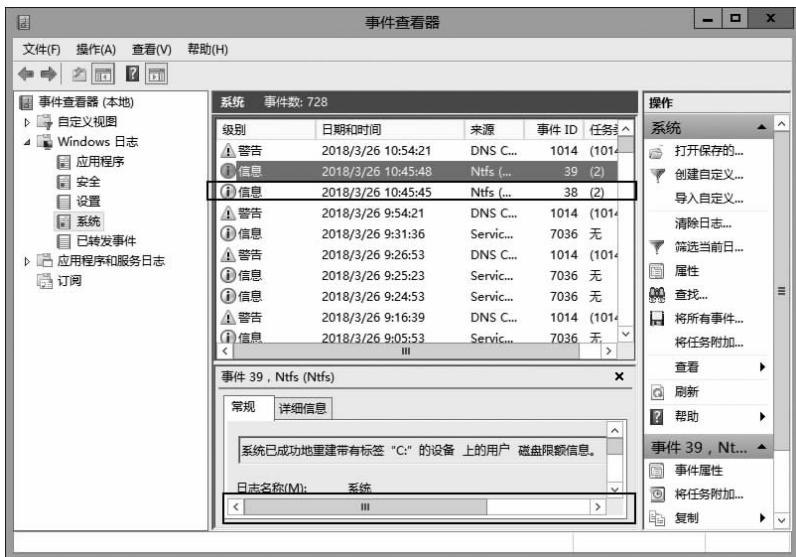 事件查看器
文件(F) 操作(A) 查看(V) 帮助(H)
事件查看器 (本地)
自定义视图
Windows 日志
应用程序
安全
设置
系统
已转发事件
应用程序和服务日志
订阅
系统 事件数: 728
级别 日期和时间 来源 事件 ID 任务
警告 2018/3/26 10:54:21 DNS C... 1014 (1014
信息 2018/3/26 10:45:48 Ntfs (... 39 (2)
信息 2018/3/26 10:45:45 Ntfs (... 38 (2)
警告 2018/3/26 9:54:21 DNS C... 1014 (1014
信息 2018/3/26 9:31:36 Servic... 7036 无
警告 2018/3/26 9:26:53 DNS C... 1014 (1014
信息 2018/3/26 9:25:23 Servic... 7036 无
信息 2018/3/26 9:24:53 Servic... 7036 无
警告 2018/3/26 9:16:39 DNS C... 1014 (1014
信息 2018/3/26 9:05:53 Servic... 7036 无
事件 39，Ntfs (Ntfs)
常规 详细信息
系统已成功地重建带有标签 "C:" 的设备 上的用户 磁盘限额信息。
日志名称(M): 系统
操作
系统
打开保存的...
创建自定义...
导入自定义...
清除日志...
筛选当前日...
属性
查找...
将所有事件...
将任务附加...
查看
刷新
帮助
事件 39，Nt...
事件属性
将任务附加...
复制